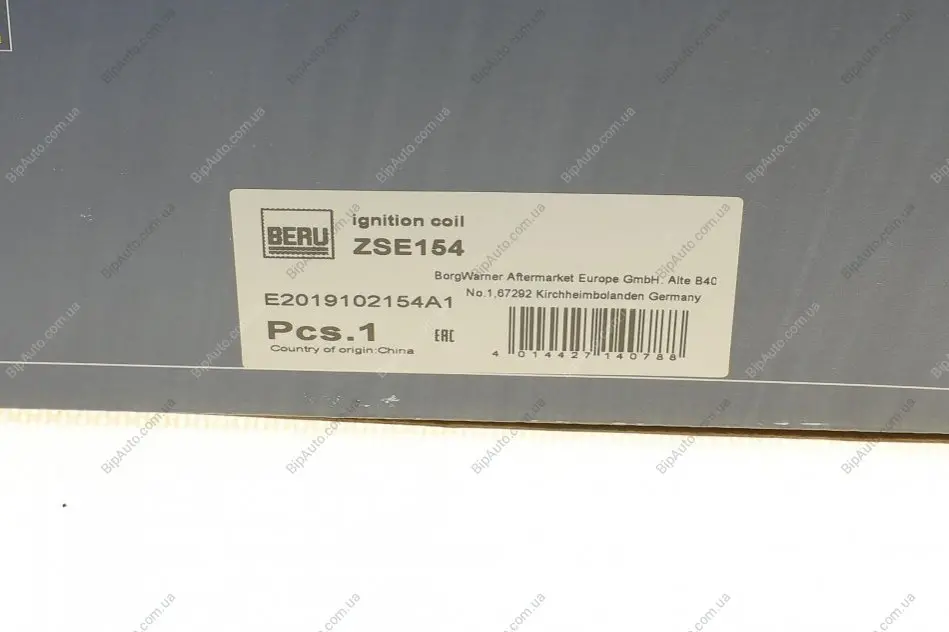 BERU
ignition coil
ZSE154
BorgWarner Aftermarket Europe GmbH. Alte B40
No.1,67292 Kirchheimbolanden Germany
E2019102154A1
Pcs.1
EAC
Country of origin:China
4 014427 140788
BipAuto.com.ua